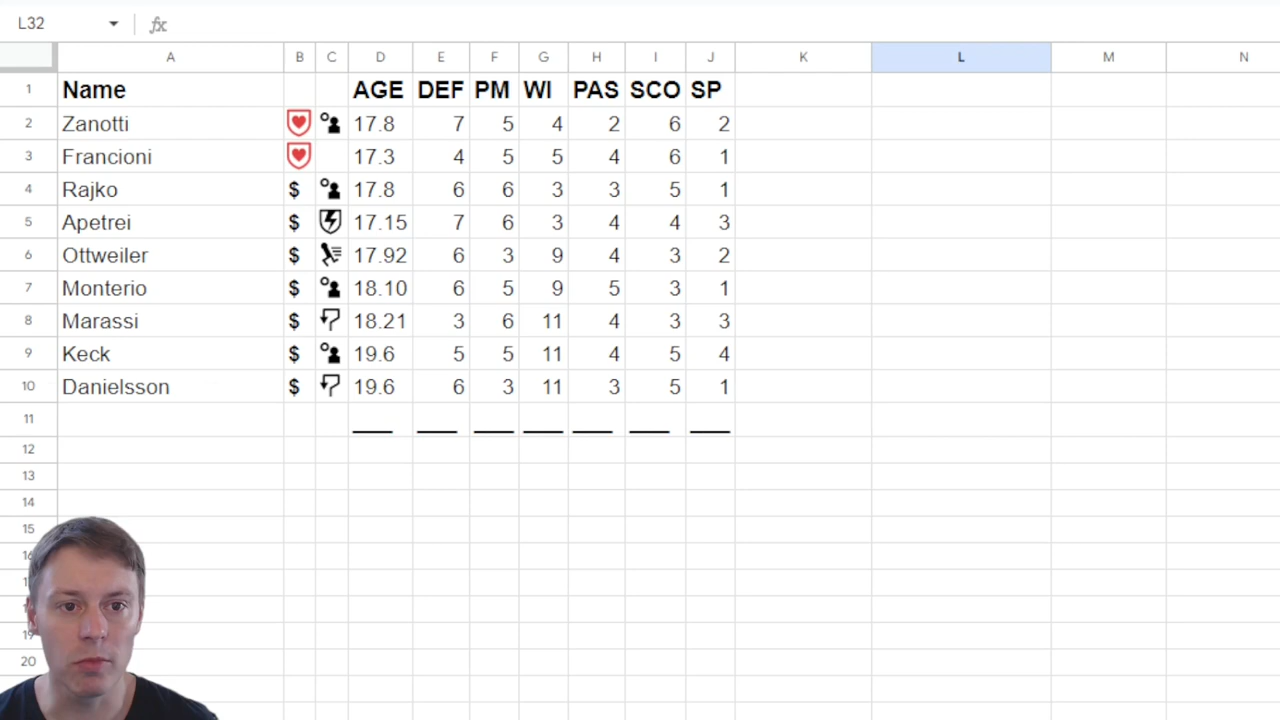 L32 fx
A B C D E F G H I J K L M N
1 Name AGE DEF PM WI PAS SCO SP
2 Zanotti 17.8 7 5 4 2 6 2
3 Francioni 17.3 4 5 5 4 6 1
4 Rajko $ 17.8 6 6 3 3 5 1
5 Apetrei $ 17.15 7 6 3 4 4 3
6 Ottweiler $ 17.92 6 3 9 4 3 2
7 Monterio $ 18.10 6 5 9 5 3 1
8 Marassi $ 18.21 3 6 11 4 3 3
9 Keck $ 19.6 5 5 11 4 5 4
10 Danielsson $ 19.6 6 3 11 3 5 1
11
12
13
14
15
16
19
20